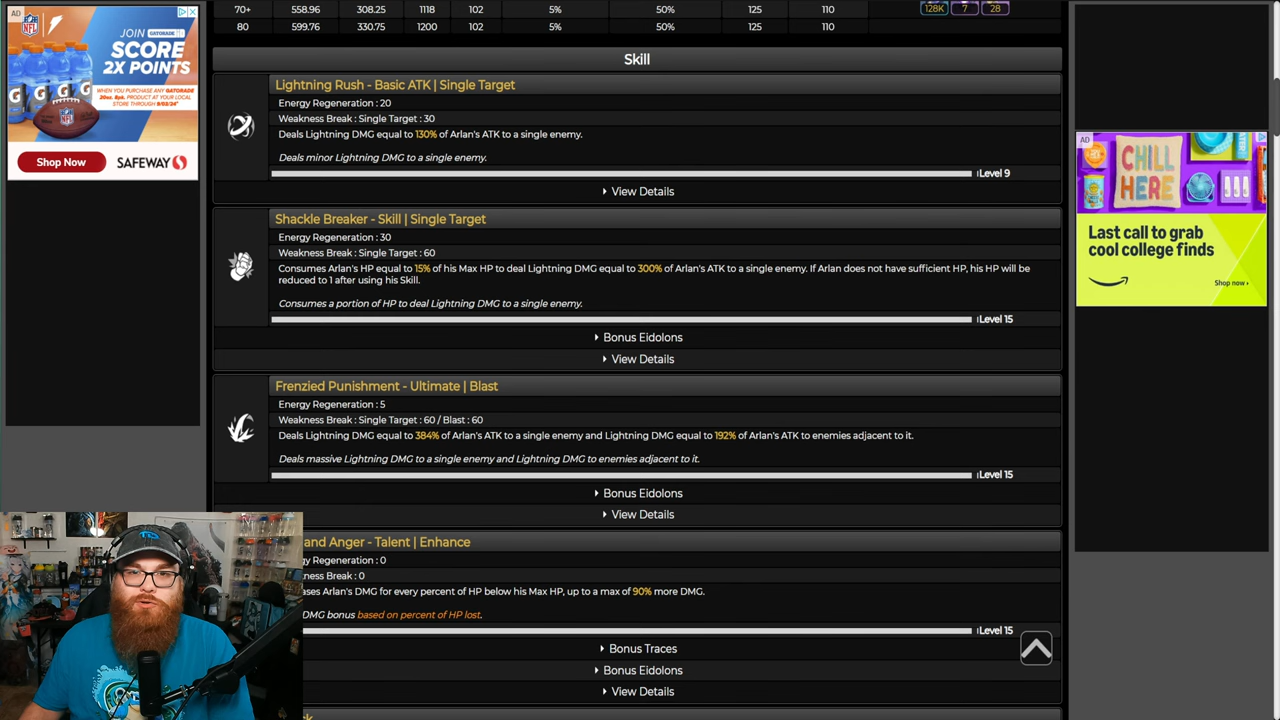 AD
NFL
JOIN GATORADE
SCORE
2X POINTS
WHEN YOU PURCHASE ANY GATORADE
G G G
NFL
Shop Now
SAFEWAY
70+ 558.96 308.25 1118 102 5% 50% 125 110 128K 7 28
80 599.76 330.75 1200 102 5% 50% 125 110
Skill
Lightning Rush - Basic ATK | Single Target
Energy Regeneration : 20
Weakness Break : Single Target : 30
Deals Lightning DMG equal to 130% of Arlan's ATK to a single enemy.
Deals minor Lightning DMG to a single enemy.
Level 9
View Details
Shackle Breaker - Skill | Single Target
Energy Regeneration : 30
Weakness Break : Single Target : 60
Consumes Arlan's HP equal to 15% of his Max HP to deal Lightning DMG equal to 300% of Arlan's ATK to a single enemy. If Arlan does not have sufficient HP, his HP will be
reduced to 1 after using his Skill.
Consumes a portion of HP to deal Lightning DMG to a single enemy.
Level 15
Bonus Eidolons
View Details
Frenzied Punishment - Ultimate | Blast
Energy Regeneration : 5
Weakness Break : Single Target : 60 / Blast : 60
Deals Lightning DMG equal to 384% of Arlan's ATK to a single enemy and Lightning DMG equal to 192% of Arlan's ATK to enemies adjacent to it.
Deals massive Lightning DMG to a single enemy and Lightning DMG to enemies adjacent to it.
Level 15
Bonus Eidolons
View Details
and Anger - Talent | Enhance
ergy Regeneration : 0
ness Break : 0
ases Arlan's DMG for every percent of HP below his Max HP, up to a max of 90% more DMG.
DMG bonus based on percent of HP lost.
Level 15
Bonus Traces
Bonus Eidolons
View Details
AD
CHILL
HERE
Last call to grab
cool college finds
Shop now ›